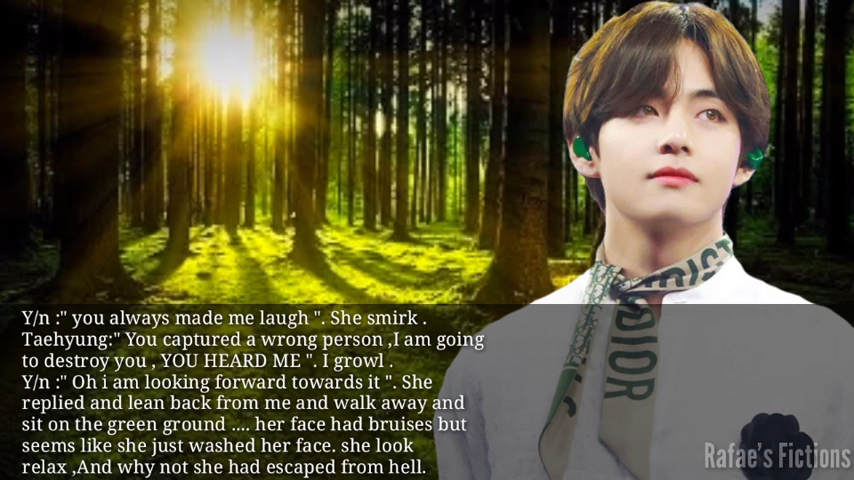 Y/n :" you always made me laugh ". She smirk .
Taehyung:" You captured a wrong person ,I am going
to destroy you , YOU HEARD ME ". I growl .
Y/n :" Oh i am looking forward towards it ". She
replied and lean back from me and walk away and
sit on the green ground .... her face had bruises but
seems like she just washed her face. she look
relax ,And why not she had escaped from hell.
DIOR
Rafae's Fictions